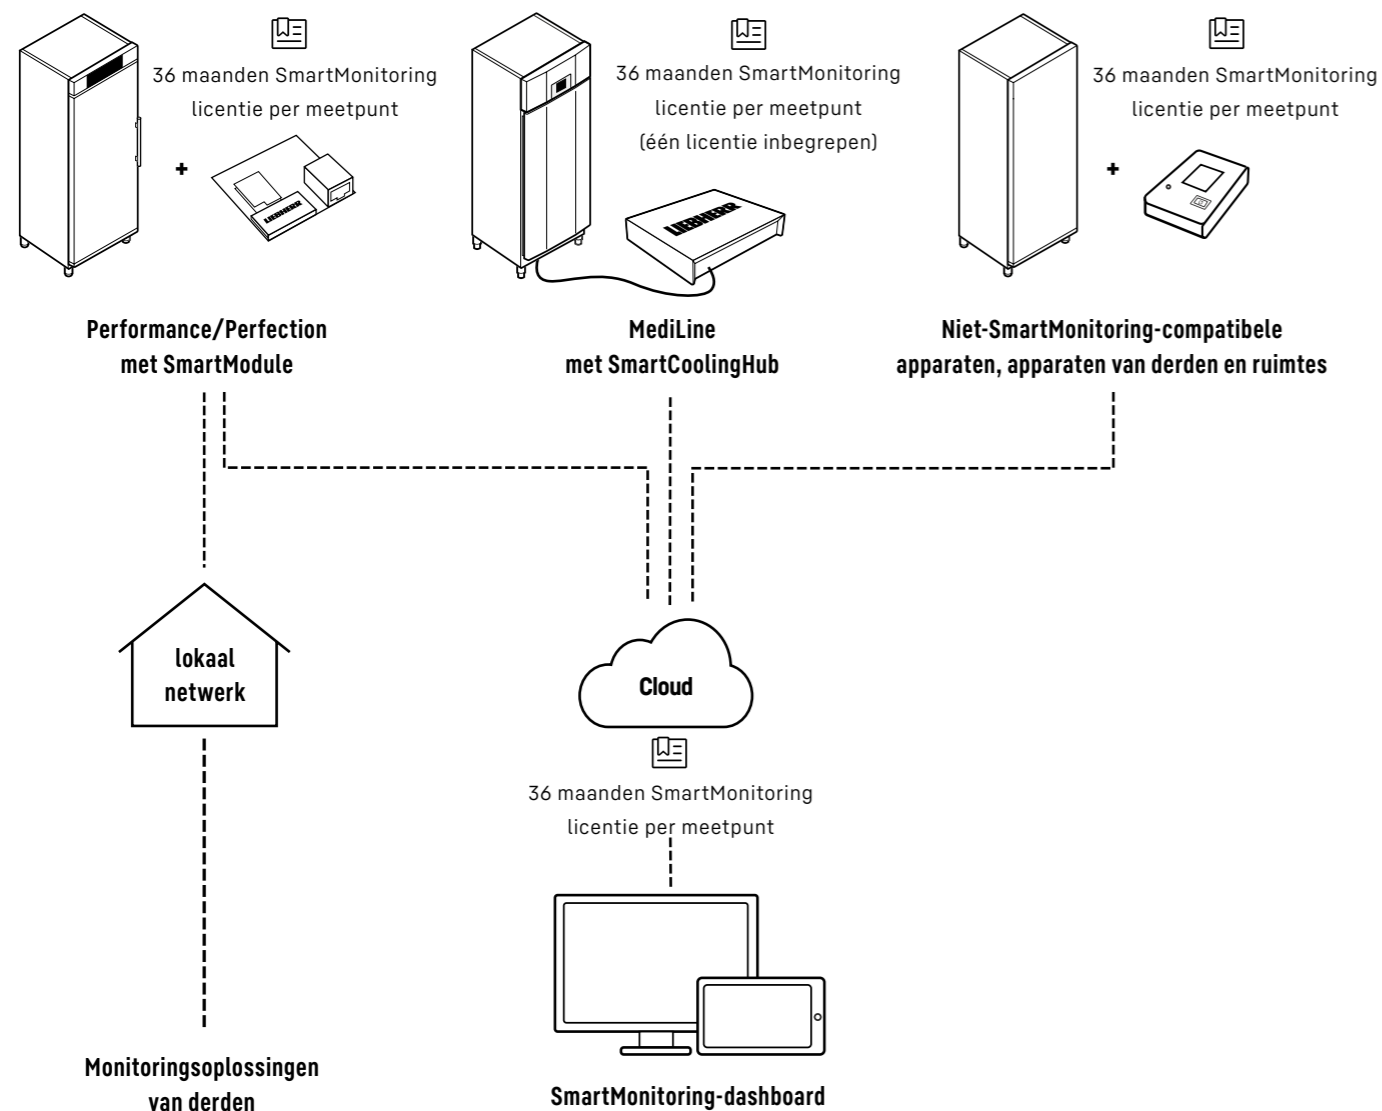 36 maanden SmartMonitoring
licentie per meetpunt
+
LIEBHERR
Performance/Perfection
met SmartModule
36 maanden SmartMonitoring
licentie per meetpunt
(één licentie inbegrepen)
LIEBHERR
MediLine
met SmartCoolingHub
36 maanden SmartMonitoring
licentie per meetpunt
+
Niet-SmartMonitoring-compatibele
apparaten, apparaten van derden en ruimtes
lokaal
netwerk
Cloud
36 maanden SmartMonitoring
licentie per meetpunt
Monitoringsoplossingen
van derden
SmartMonitoring-dashboard